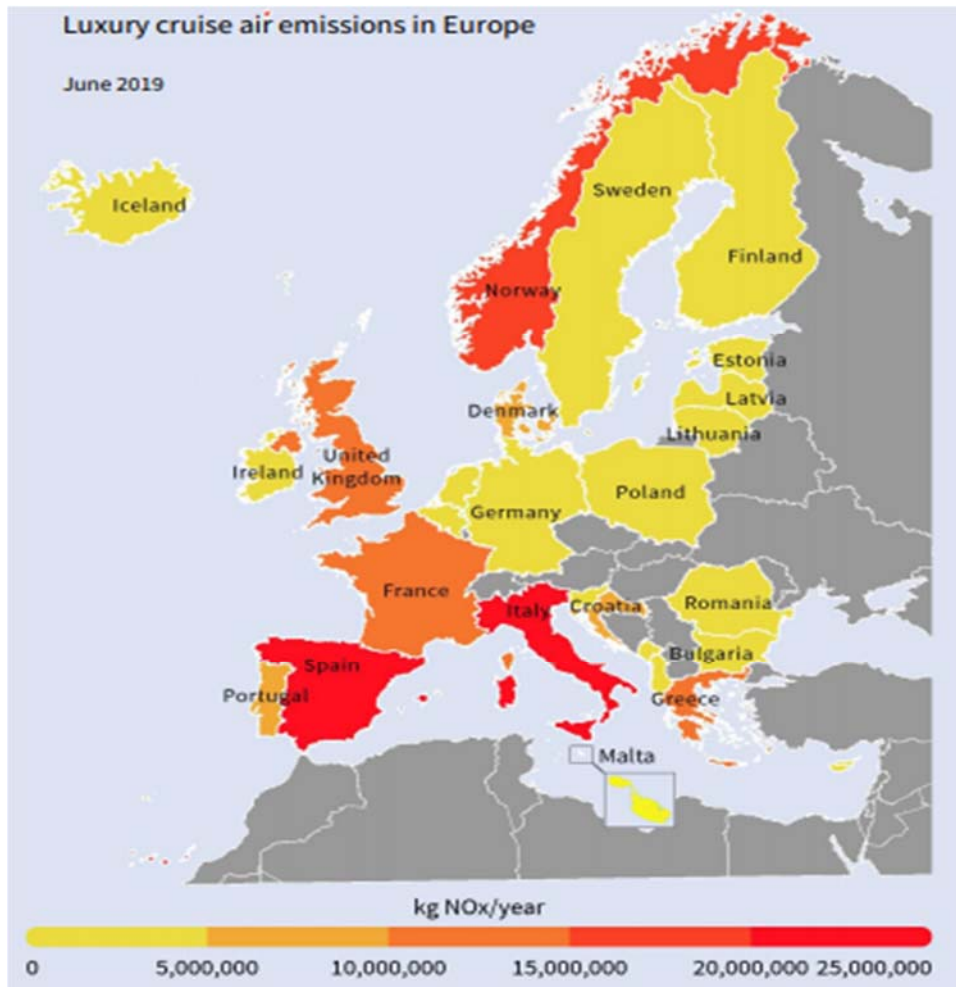 Luxury cruise air emissions in Europe
June 2019
Iceland
Sweden
Finland
Norway
Estonia
Latvia
Denmark
Lithuania
United
Kingdom
Ireland
Poland
Germany
France
Italy
Croatia
Romania
Bulgaria
Spain
Portugal
Greece
Malta
kg NOx/year
0 5,000,000 10,000,000 15,000,000 20,000,000 25,000,000